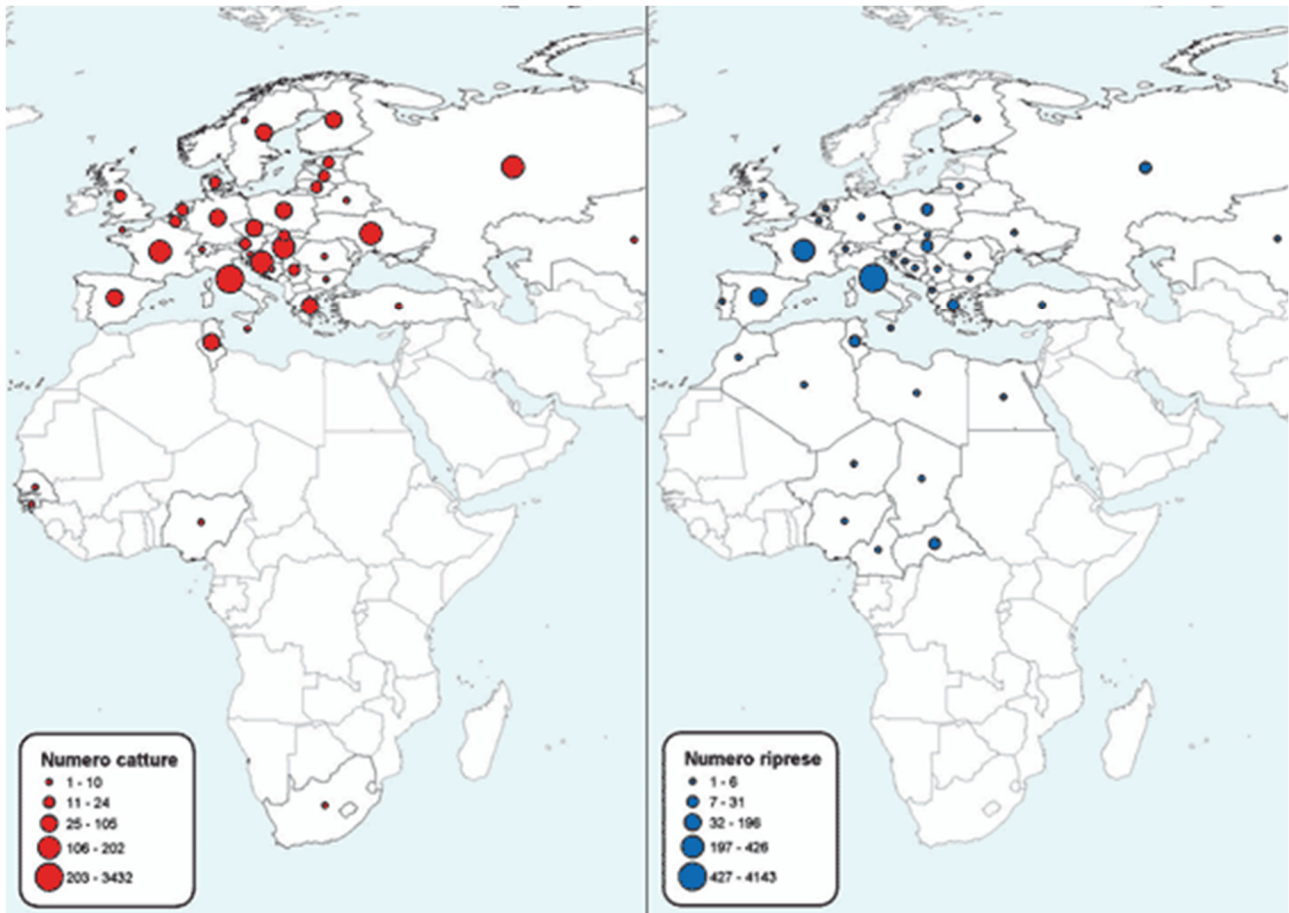 Numero catture
1 - 10
11 - 24
25 - 105
106 - 202
203 - 3432
Numero riprese
1 - 6
7 - 31
32 - 196
197 - 426
427 - 4143